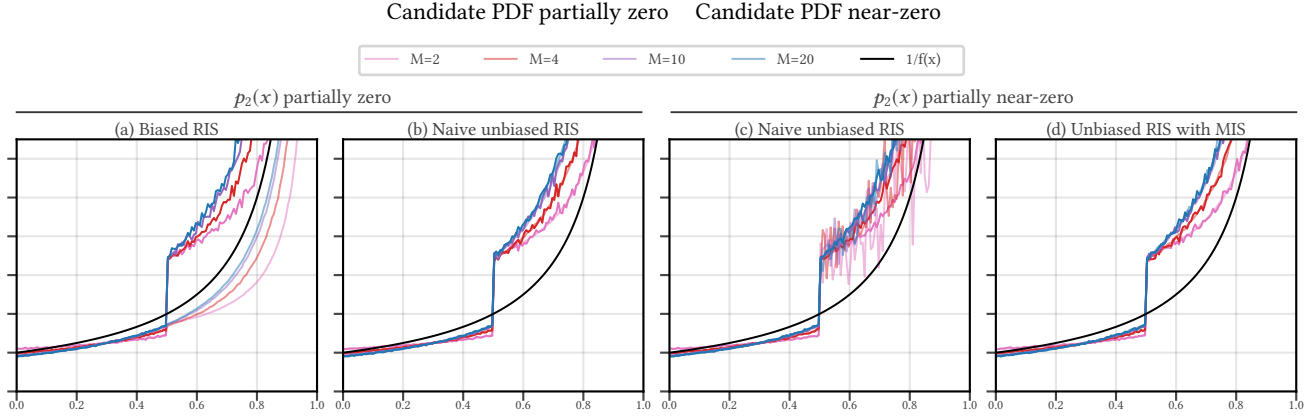 Candidate PDF partially zero Candidate PDF near-zero
M=2 M=4 M=10 M=20 1/f(x)
p₂(x) partially zero p₂(x) partially near-zero
(a) Biased RIS (b) Naive unbiased RIS (c) Naive unbiased RIS (d) Unbiased RIS with MIS
0.0 0.2 0.4 0.6 0.8 1.0 0.0 0.2 0.4 0.6 0.8 1.0 0.0 0.2 0.4 0.6 0.8 1.0 0.0 0.2 0.4 0.6 0.8 1.0